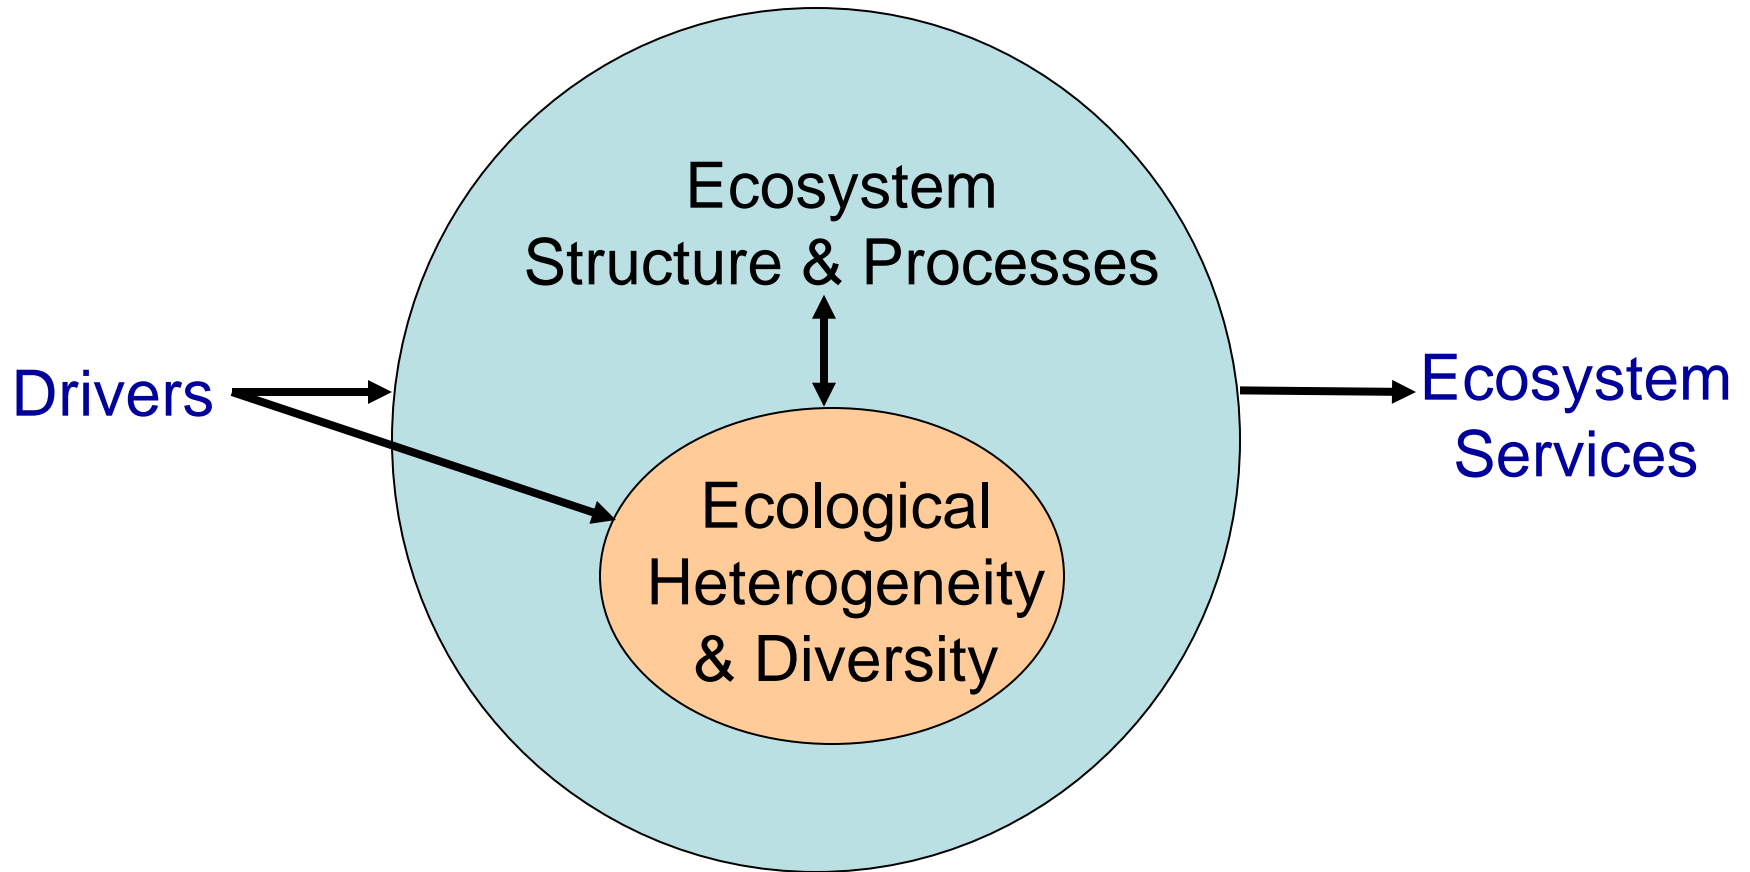 Ecosystem
Structure & Processes
Drivers
Ecosystem
Services
Ecological
Heterogeneity
& Diversity